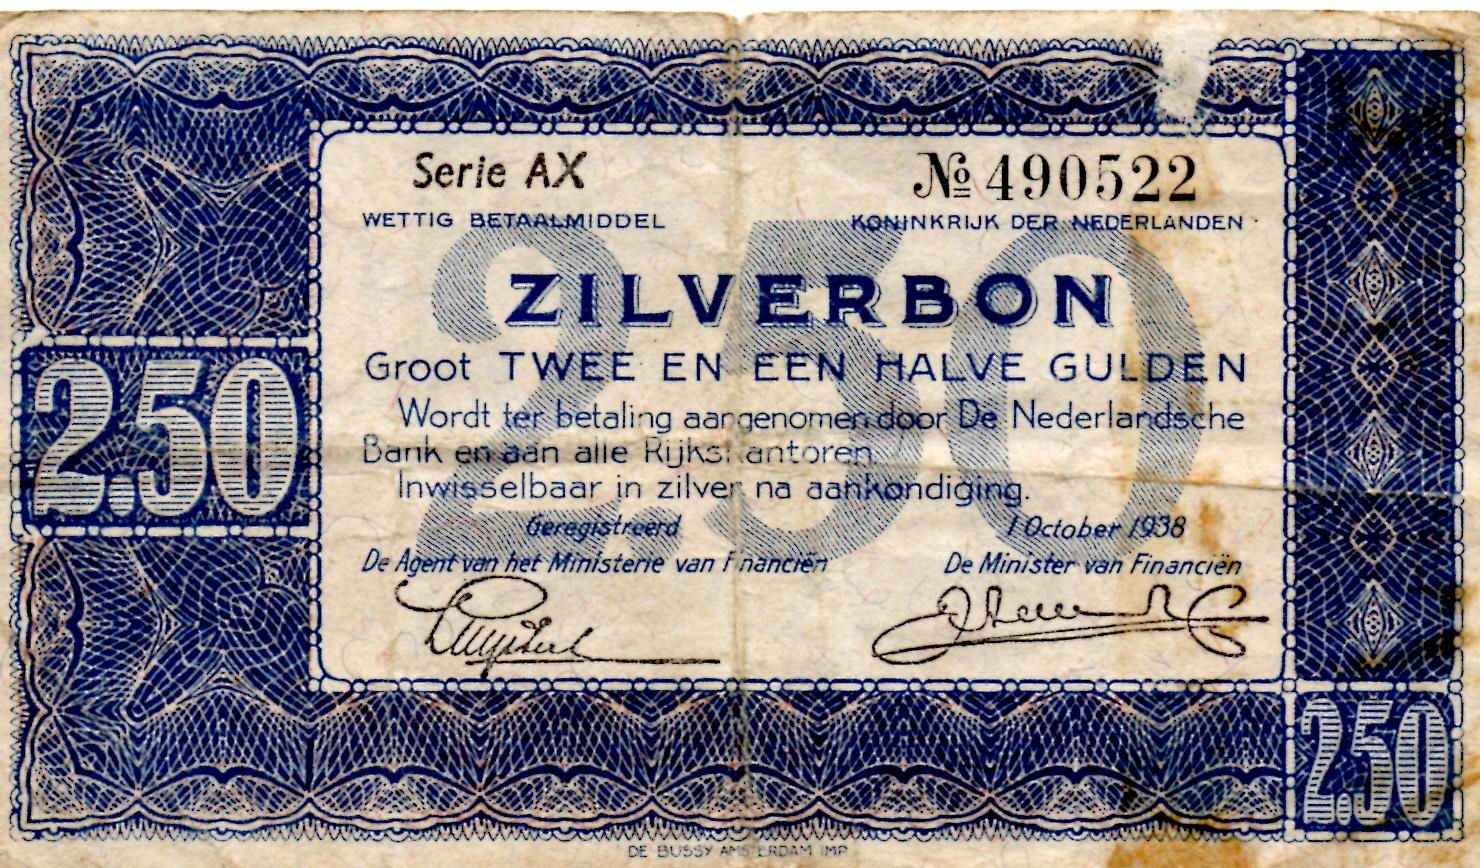 Serie AX № 490522
WETTIG BETAALMIDDEL KONINKRIJK DER NEDERLANDEN
2.50
ZILVERBON
Groot TWEE EN EEN HALVE GULDEN
2.50
Wordt ter betaling aangenomen door De Nederlandsche
Bank en aan alle Rijkskantoren.
Inwisselbaar in zilver na aankondiging.
Geregistreerd 1 October 1938
De Agent van het Ministerie van Financiën De Minister van Financiën
2.50
DE BUSSY AMSTERDAM IMP.